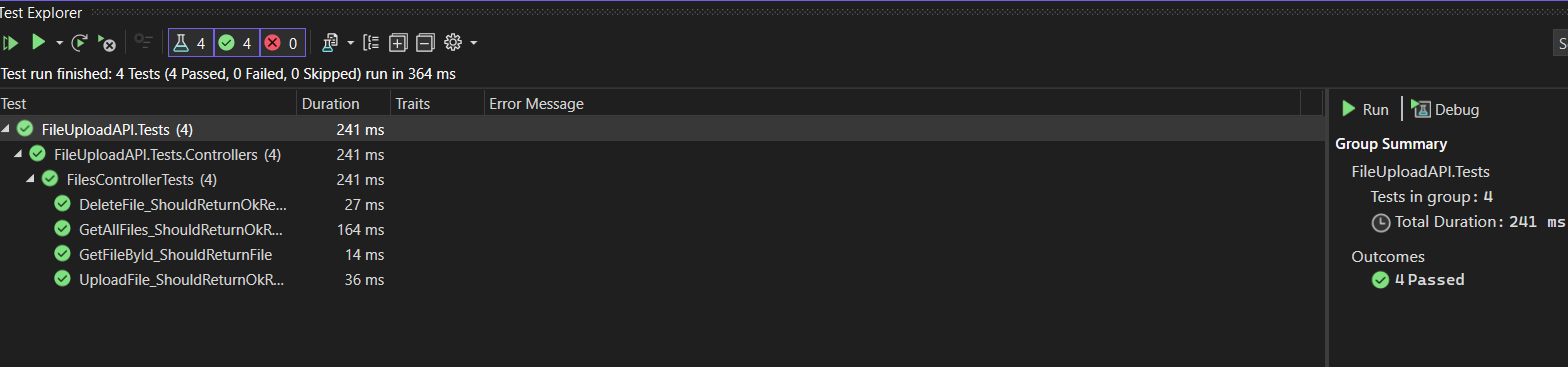 Test Explorer
4 4 0
Test run finished: 4 Tests (4 Passed, 0 Failed, 0 Skipped) run in 364 ms
Test Duration Traits Error Message
FileUploadAPI.Tests (4) 241 ms
FileUploadAPI.Tests.Controllers (4) 241 ms
FilesControllerTests (4) 241 ms
DeleteFile_ShouldReturnOkRe... 27 ms
GetAllFiles_ShouldReturnOkR... 164 ms
GetFileById_ShouldReturnFile 14 ms
UploadFile_ShouldReturnOkR... 36 ms
S
Run Debug
Group Summary
FileUploadAPI.Tests
Tests in group: 4
Total Duration: 241 ms
Outcomes
4 Passed